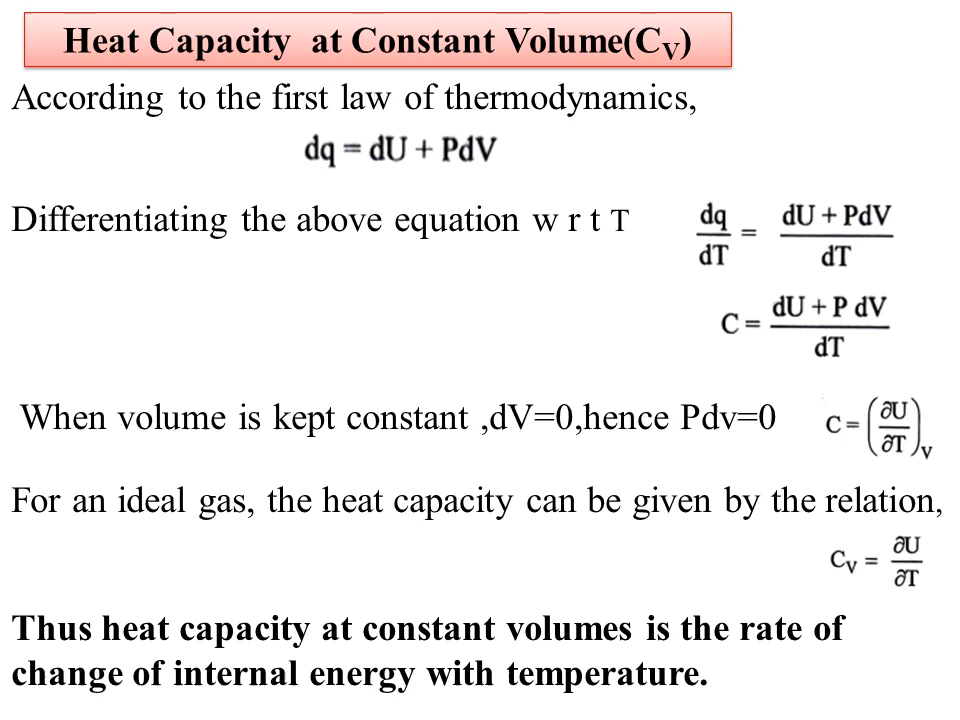 Heat Capacity at Constant Volume(C_V)
According to the first law of thermodynamics,
dq = dU + PdV
Differentiating the above equation w r t T
dq/dT = (dU + PdV)/dT
C = (dU + P dV)/dT
When volume is kept constant ,dV=0,hence Pdv=0
C = (∂U/∂T)_V
For an ideal gas, the heat capacity can be given by the relation,
C_V = ∂U/∂T
Thus heat capacity at constant volumes is the rate of
change of internal energy with temperature.